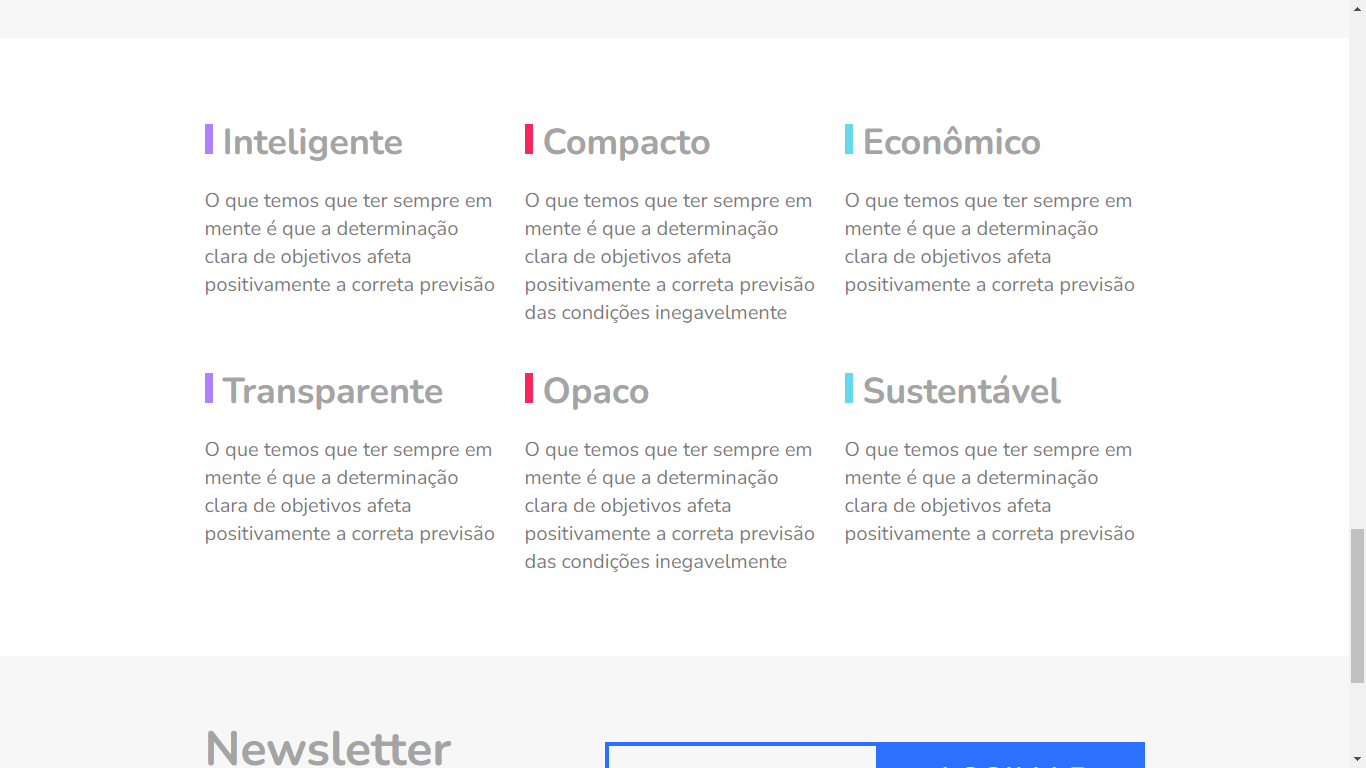 Inteligente
O que temos que ter sempre em
mente é que a determinação
clara de objetivos afeta
positivamente a correta previsão
Compacto
O que temos que ter sempre em
mente é que a determinação
clara de objetivos afeta
positivamente a correta previsão
das condições inegavelmente
Econômico
O que temos que ter sempre em
mente é que a determinação
clara de objetivos afeta
positivamente a correta previsão
Transparente
O que temos que ter sempre em
mente é que a determinação
clara de objetivos afeta
positivamente a correta previsão
Opaco
O que temos que ter sempre em
mente é que a determinação
clara de objetivos afeta
positivamente a correta previsão
das condições inegavelmente
Sustentável
O que temos que ter sempre em
mente é que a determinação
clara de objetivos afeta
positivamente a correta previsão
Newsletter